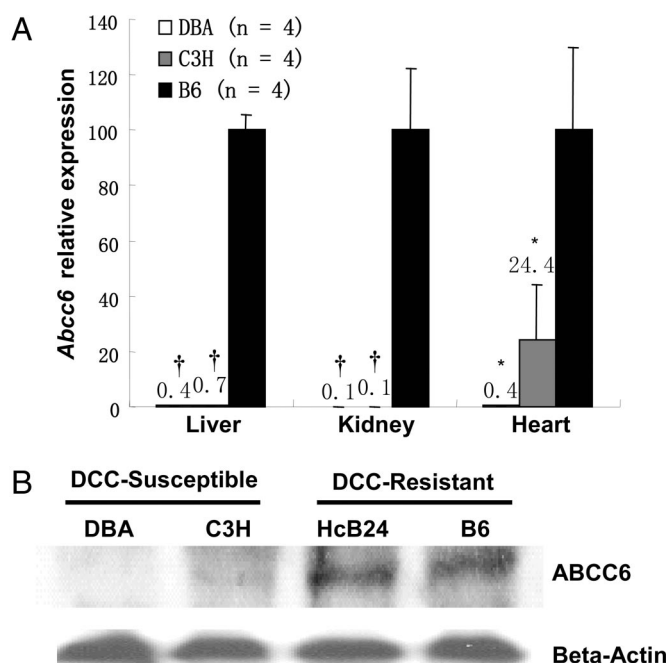 A
Abcc6 relative expression
140
120
100
80
60
40
20
0
DBA (n = 4)
C3H (n = 4)
B6 (n = 4)
†
0.4
†
0.7
†
0.1
†
0.1
*
0.4
*
24.4
Liver
Kidney
Heart
B
DCC-Susceptible
DCC-Resistant
DBA
C3H
HcB24
B6
ABCC6
Beta-Actin